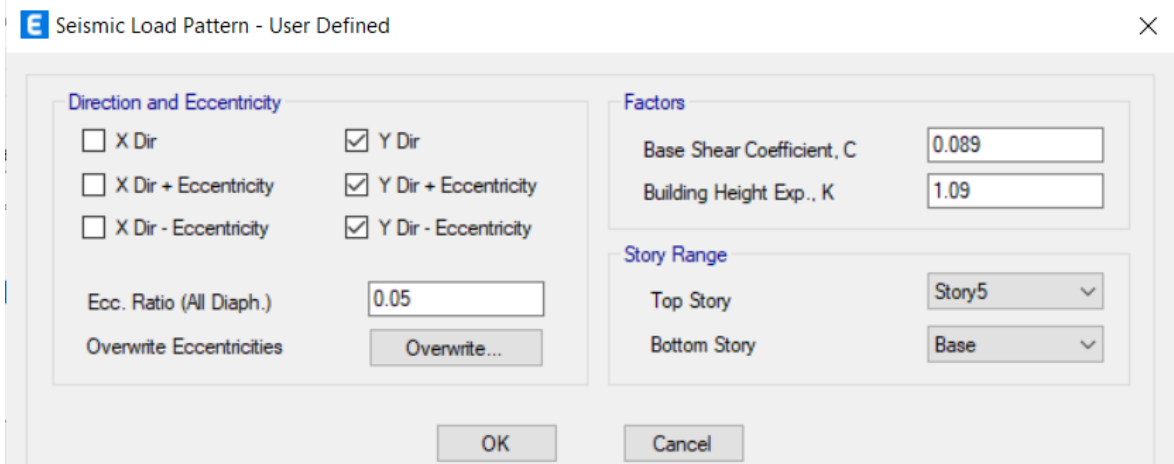 E Seismic Load Pattern - User Defined
Direction and Eccentricity
X Dir
Y Dir
X Dir + Eccentricity
Y Dir + Eccentricity
X Dir - Eccentricity
Y Dir - Eccentricity
Ecc. Ratio (All Diaph.)
0.05
Overwrite Eccentricities
Overwrite...
Factors
Base Shear Coefficient, C
0.089
Building Height Exp., K
1.09
Story Range
Top Story
Story5
Bottom Story
Base
OK
Cancel